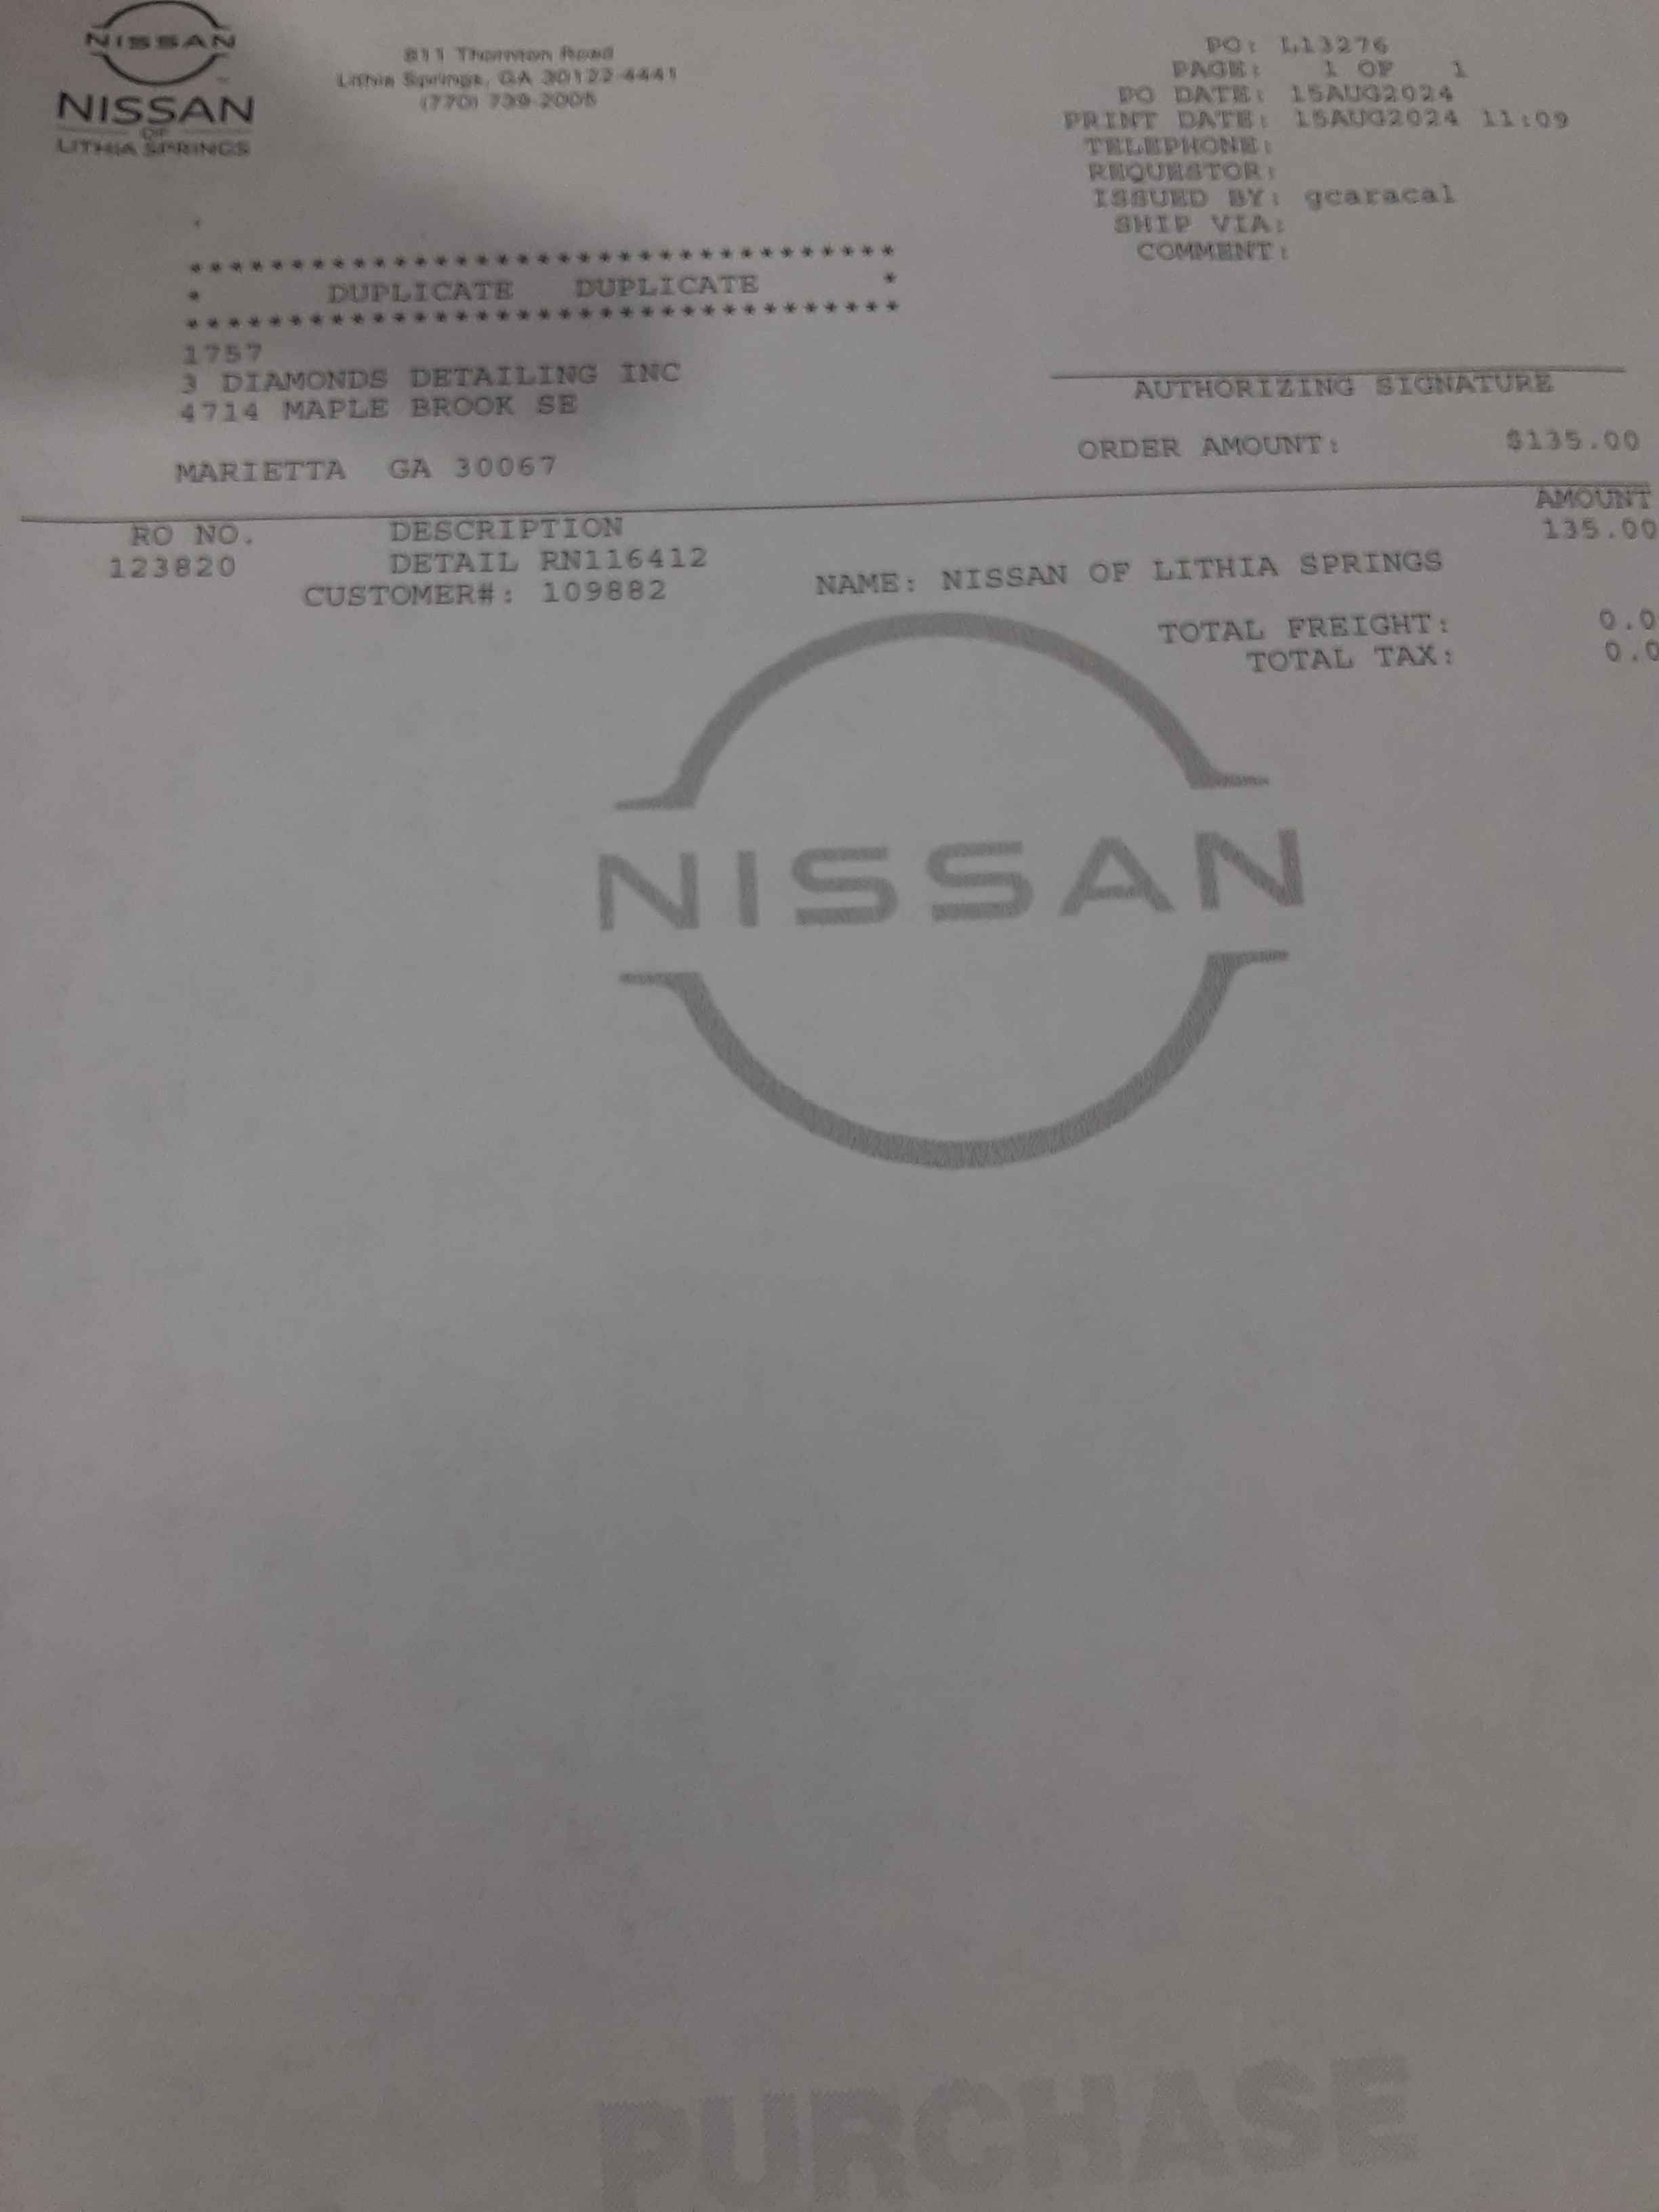 NISSAN
NISSAN
OF
LITHIA SPRINGS
811 Thornton Road
Lithia Springs, GA 30122-4441
(770) 739-2005
PO: L13276
PAGE: 1 OF 1
PO DATE: 15AUG2024
PRINT DATE: 15AUG2024 11:09
TELEPHONE:
REQUESTOR:
ISSUED BY: gcaracal
SHIP VIA:
COMMENT:
***********************************
* DUPLICATE DUPLICATE *
***********************************
1757
3 DIAMONDS DETAILING INC
4714 MAPLE BROOK SE
MARIETTA GA 30067
AUTHORIZING SIGNATURE
ORDER AMOUNT: $135.00
RO NO. DESCRIPTION AMOUNT
123820 DETAIL RN116412 135.00
CUSTOMER#: 109882 NAME: NISSAN OF LITHIA SPRINGS
TOTAL FREIGHT: 0.0
TOTAL TAX: 0.0
NISSAN
PURCHASE